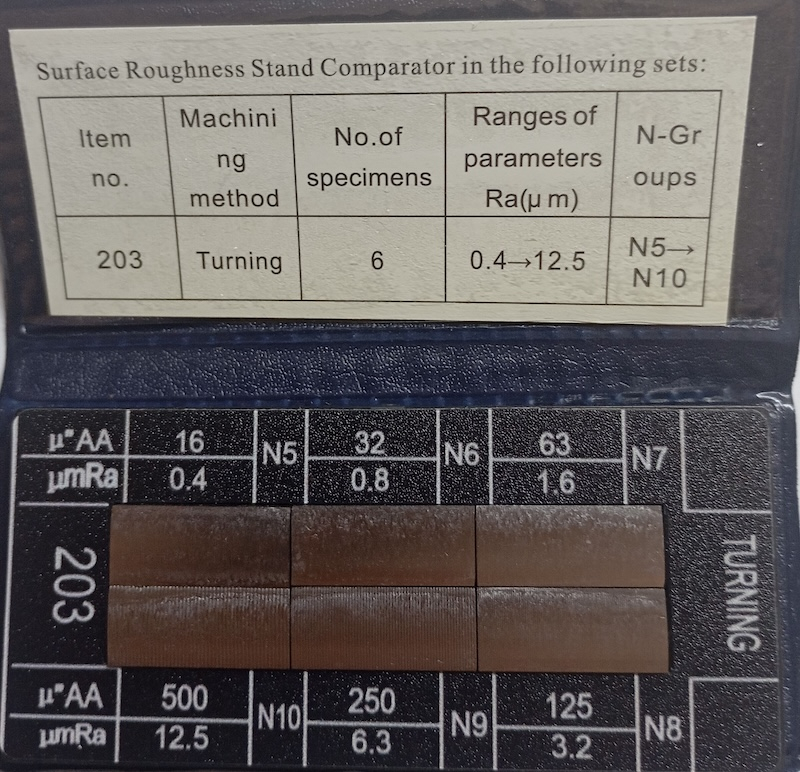 Surface Roughness Stand Comparator in the following sets:
Item no. Machini ng method No.of specimens Ranges of parameters Ra(μ m) N-Gr oups
203 Turning 6 0.4→12.5 N5→ N10
μ"AA 16 N5 32 N6 63 N7
μmRa 0.4 0.8 1.6
203
TURNING
μ"AA 500 N10 250 N9 125 N8
μmRa 12.5 6.3 3.2